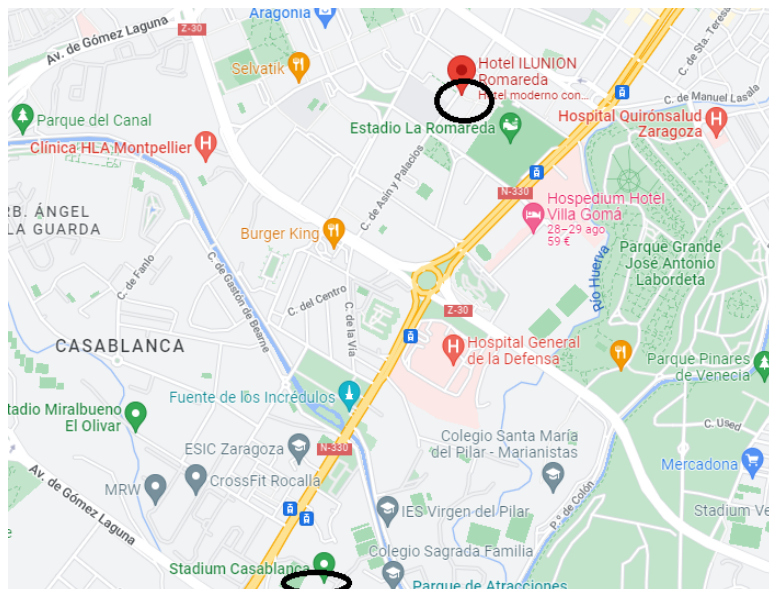 Aragonia
Z-30
Av. de Gómez Laguna
Selvatik
Hotel ILUNION
Romareda
Hotel moderno con...
C. de Sta. Teresa
C. de Manuel Lasala
Parque del Canal
Estadio La Romareda
Hospital Quirónsalud
Zaragoza
Clínica HLA Montpellier
C. de Asín y Palacios
N-330
Hospedium Hotel
Villa Gomá
28–29 ago
59 €
RB. ÁNGEL
LA GUARDA
Burger King
Parque Grande
José Antonio
Labordeta
Río Huerva
C. de Fanlo
C. de Gastón de Bearne
C. del Centro
C. de la Vía
Z-30
CASABLANCA
Hospital General
de la Defensa
Parque Pinares
de Venecia
Fuente de los Incrédulos
tadio Miralbueno
El Olivar
ESIC Zaragoza
N-330
Colegio Santa María
del Pilar - Marianistas
C. Used
Mercadona
Av. de Gómez Laguna
MRW
CrossFit Rocalla
IES Virgen del Pilar
P.º de Colón
Stadium Ve
Colegio Sagrada Familia
Stadium Casablanca
Parque de Atracciones